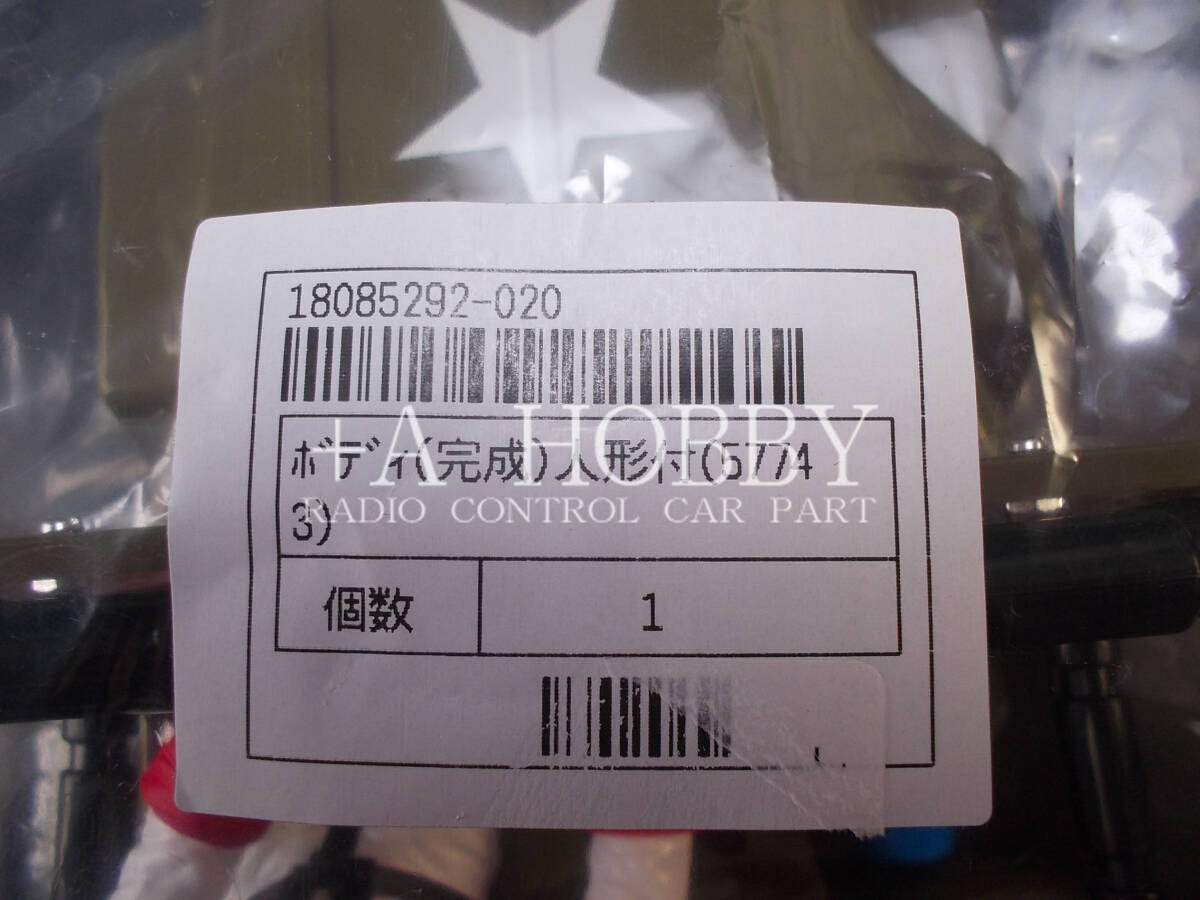 18085292-020
ボディ(完成)人形付(5774
3)
+A HOBBY
RADIO CONTROL CAR PART
個数 1